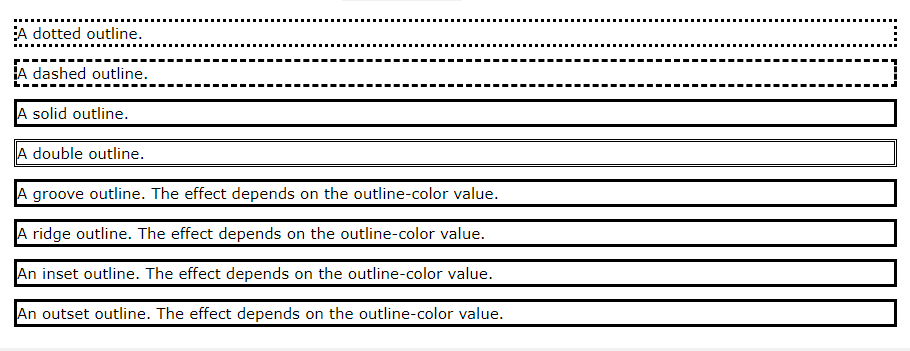 A dotted outline.
A dashed outline.
A solid outline.
A double outline.
A groove outline. The effect depends on the outline-color value.
A ridge outline. The effect depends on the outline-color value.
An inset outline. The effect depends on the outline-color value.
An outset outline. The effect depends on the outline-color value.